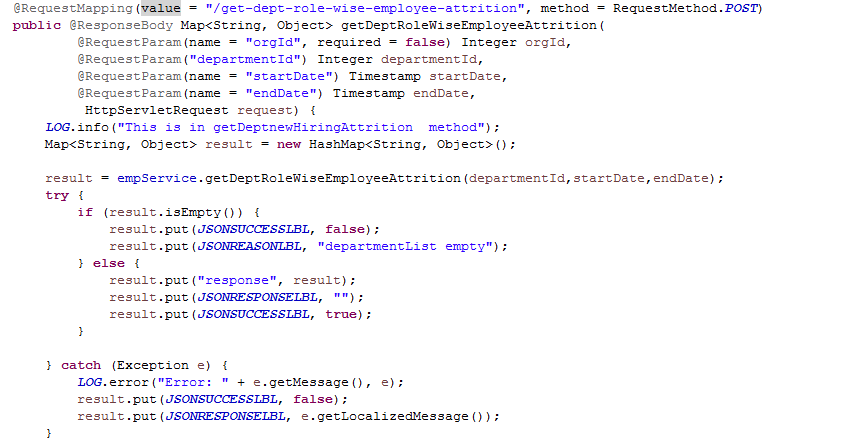 @RequestMapping(value = "/get-dept-role-wise-employee-attrition", method = RequestMethod.POST)
public @ResponseBody Map<String, Object> getDeptRoleWiseEmployeeAttrition(
        @RequestParam(name = "orgId", required = false) Integer orgId,
        @RequestParam("departmentId") Integer departmentId,
        @RequestParam(name = "startDate") Timestamp startDate,
        @RequestParam(name = "endDate") Timestamp endDate,
         HttpServletRequest request) {
    LOG.info("This is in getDeptnewHiringAttrition  method");
    Map<String, Object> result = new HashMap<String, Object>();

    result = empService.getDeptRoleWiseEmployeeAttrition(departmentId,startDate,endDate);
    try {
        if (result.isEmpty()) {
            result.put(JSONSUCCESSLBL, false);
            result.put(JSONREASONLBL, "departmentList empty");
        } else {
            result.put("response", result);
            result.put(JSONRESPONSELBL, "");
            result.put(JSONSUCCESSLBL, true);
        }

    } catch (Exception e) {
        LOG.error("Error: " + e.getMessage(), e);
        result.put(JSONSUCCESSLBL, false);
        result.put(JSONRESPONSELBL, e.getLocalizedMessage());
    }